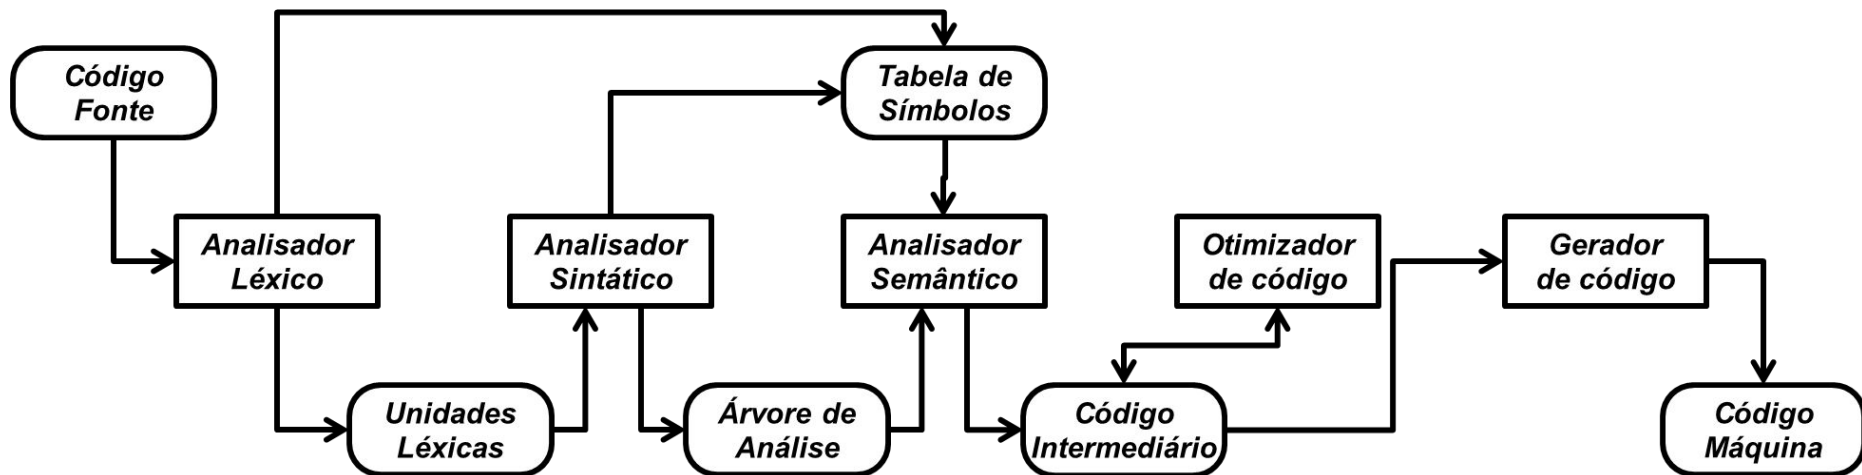 Código
Fonte
Tabela de
Símbolos
Analisador
Léxico
Analisador
Sintático
Analisador
Semântico
Otimizador
de código
Gerador
de código
Unidades
Léxicas
Árvore de
Análise
Código
Intermediário
Código
Máquina